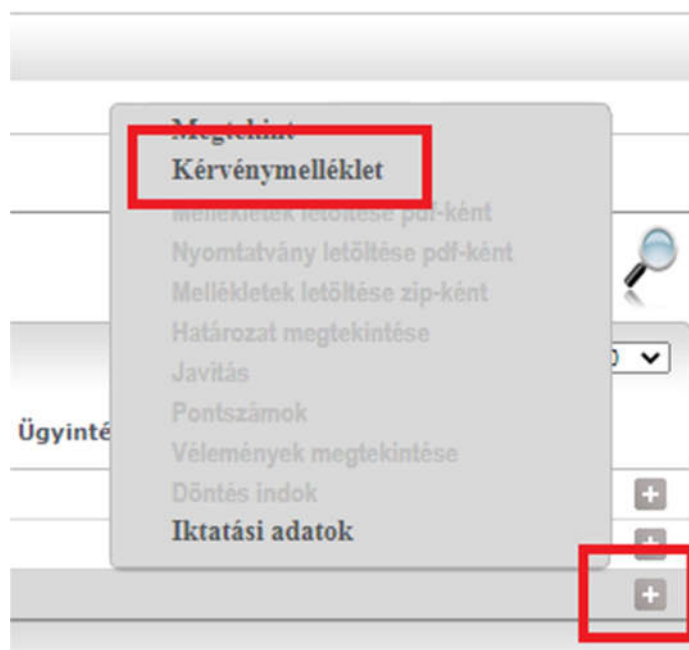 Megtekint
Kérvénymelléklet
Mellékletek letöltése pdf-ként
Nyomtatvány letöltése pdf-ként
Mellékletek letöltése zip-ként
Határozat megtekintése
Javítás
Pontszámok
Ügyinté
Vélemények megtekintése
Döntés indok
Iktatási adatok